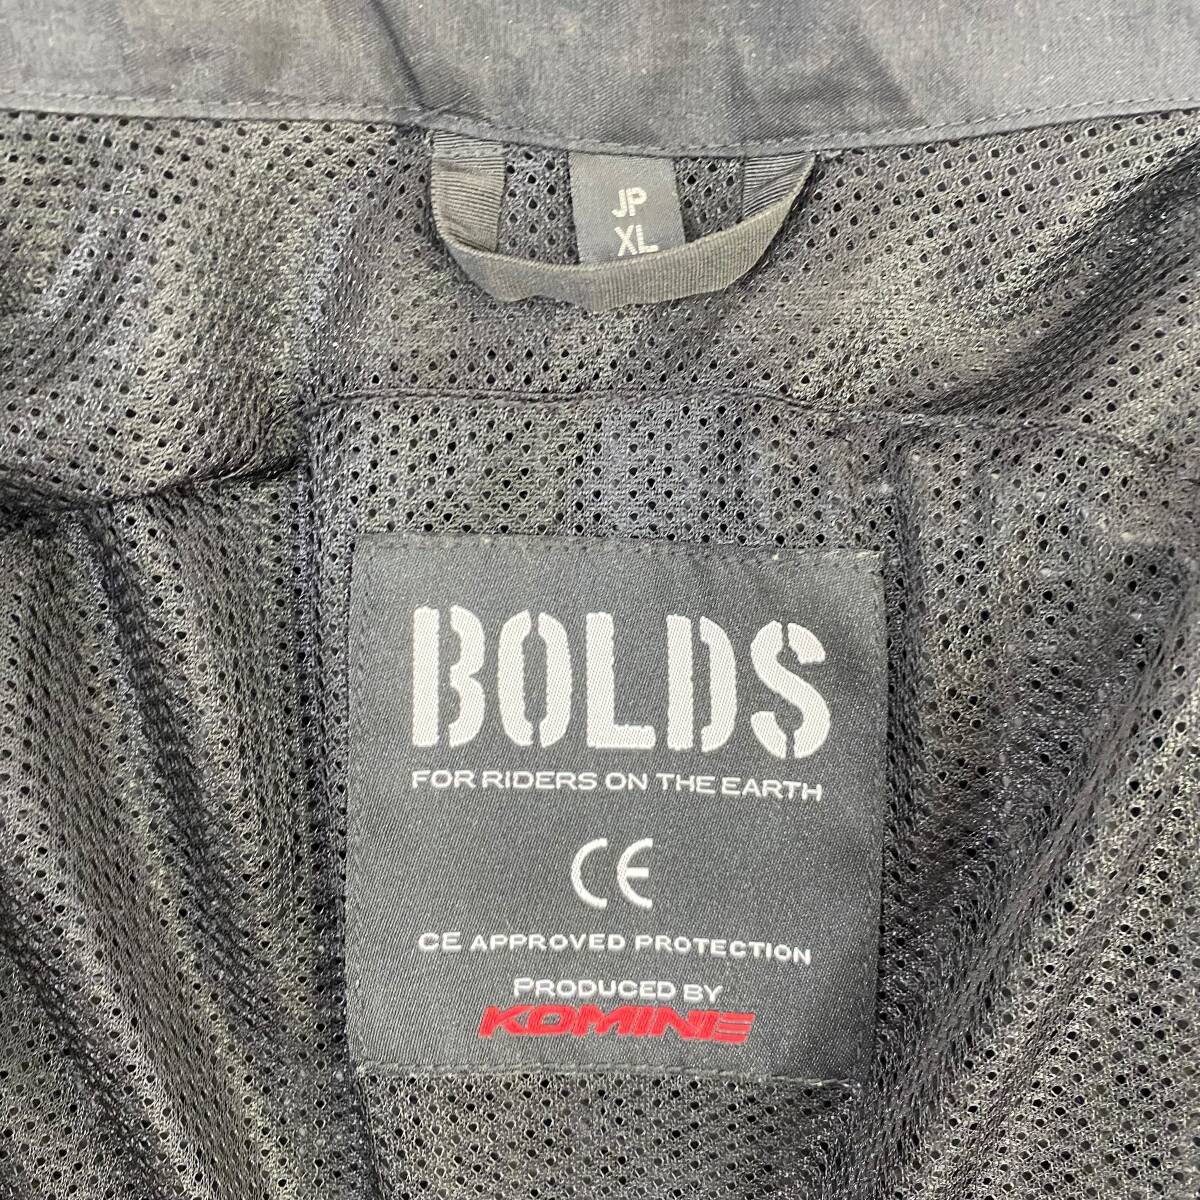 JP
XL
BOLDS
FOR RIDERS ON THE EARTH
CE
CE APPROVED PROTECTION
PRODUCED BY
KOMINE